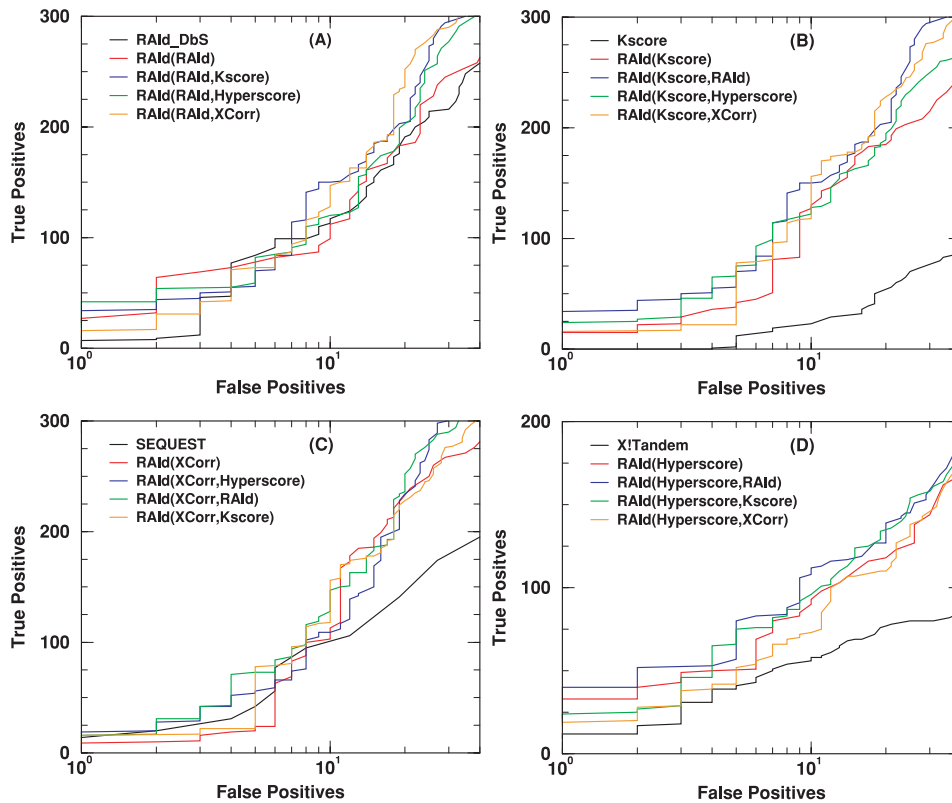 300
200
100
0
True Positives
RAId_DbS
RAId(RAId)
RAId(RAId,Kscore)
RAId(RAId,Hyperscore)
RAId(RAId,XCorr)
(A)
10^0
10^1
False Positives
300
200
100
0
True Positives
Kscore
RAId(Kscore)
RAId(Kscore,RAId)
RAId(Kscore,Hyperscore)
RAId(Kscore,XCorr)
(B)
10^0
10^1
False Positives
300
200
100
0
True Positives
SEQUEST
RAId(XCorr)
RAId(XCorr,Hyperscore)
RAId(XCorr,RAId)
RAId(XCorr,Kscore)
(C)
10^0
10^1
False Positives
200
100
0
True Positives
X!Tandem
RAId(Hyperscore)
RAId(Hyperscore,RAId)
RAId(Hyperscore,Kscore)
RAId(Hyperscore,XCorr)
(D)
10^0
10^1
False Positives